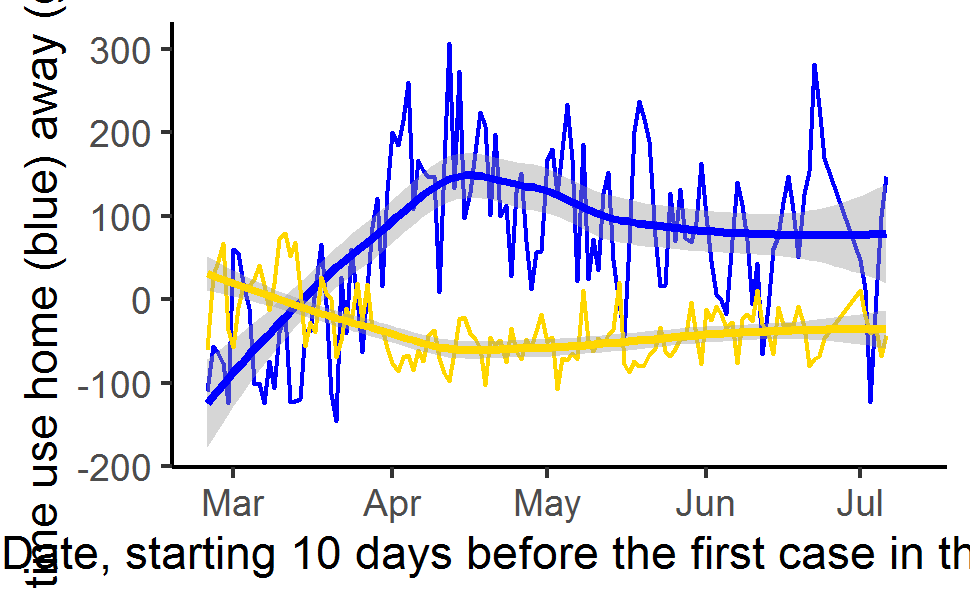 time use home (blue) away (
300
200
100
0
-100
-200
Mar Apr May Jun Jul
Date, starting 10 days before the first case in th